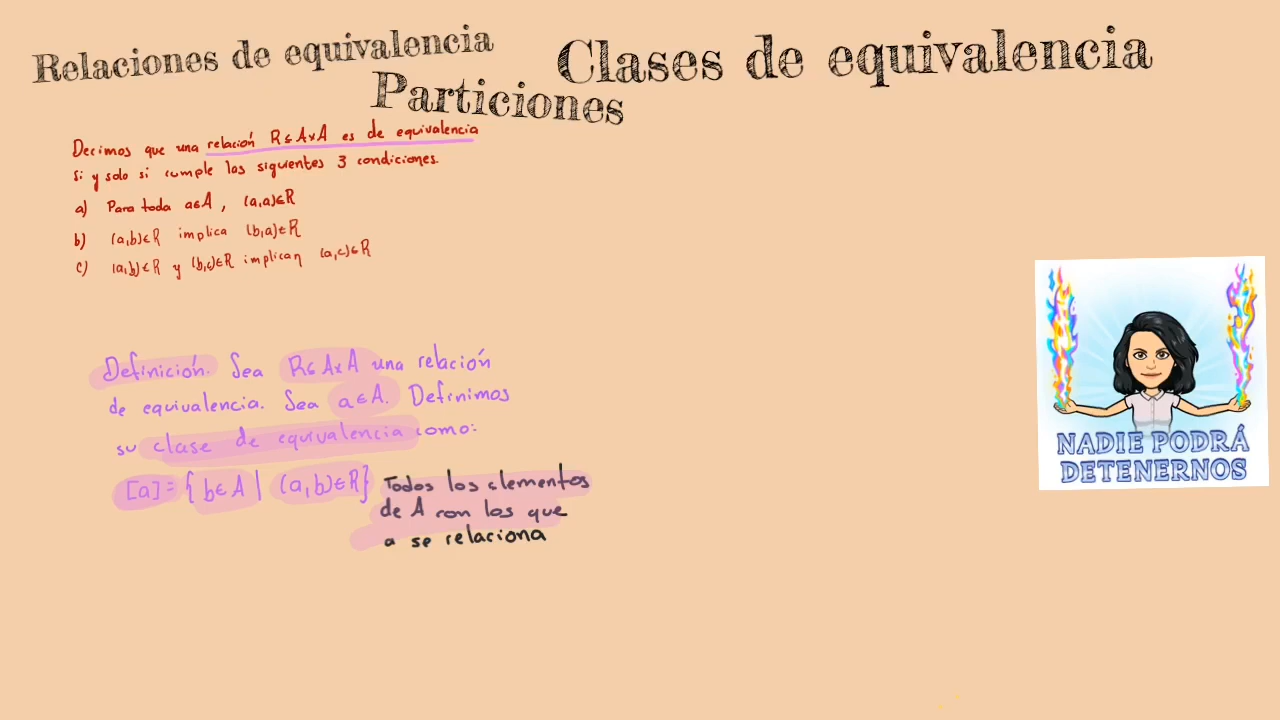 Relaciones de equivalencia
Clases de equivalencia
Particiones
Decimos que una relación R⊆A×A es de equivalencia
si y solo si cumple las siguientes 3 condiciones.
a) Para toda a∈A, (a,a)∈R
b) (a,b)∈R implica (b,a)∈R
c) (a,b)∈R y (b,c)∈R implican (a,c)∈R
Definición. Sea R⊆A×A una relación
de equivalencia. Sea a∈A. Definimos
su clase de equivalencia como:
[a]={b∈A | (a,b)∈R}
Todos los elementos
de A con los que
a se relaciona
NADIE PODRÁ
DETENERNOS